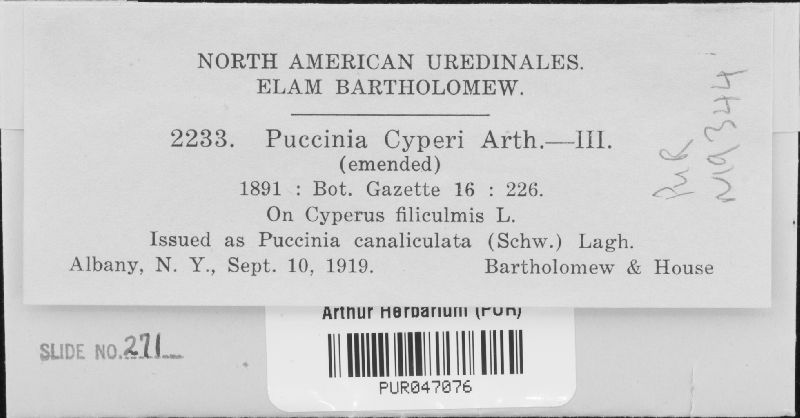 NORTH AMERICAN UREDINALES.
ELAM BARTHOLOMEW.
2233. Puccinia Cyperi Arth.—III.
(emended)
1891 : Bot. Gazette 16 : 226.
On Cyperus filiculmis L.
Issued as Puccinia canaliculata (Schw.) Lagh.
Albany, N. Y., Sept. 10, 1919. Bartholomew & House
PUR
Arthur Herbarium (PUR)
SLIDE NO. 271
PUR047076